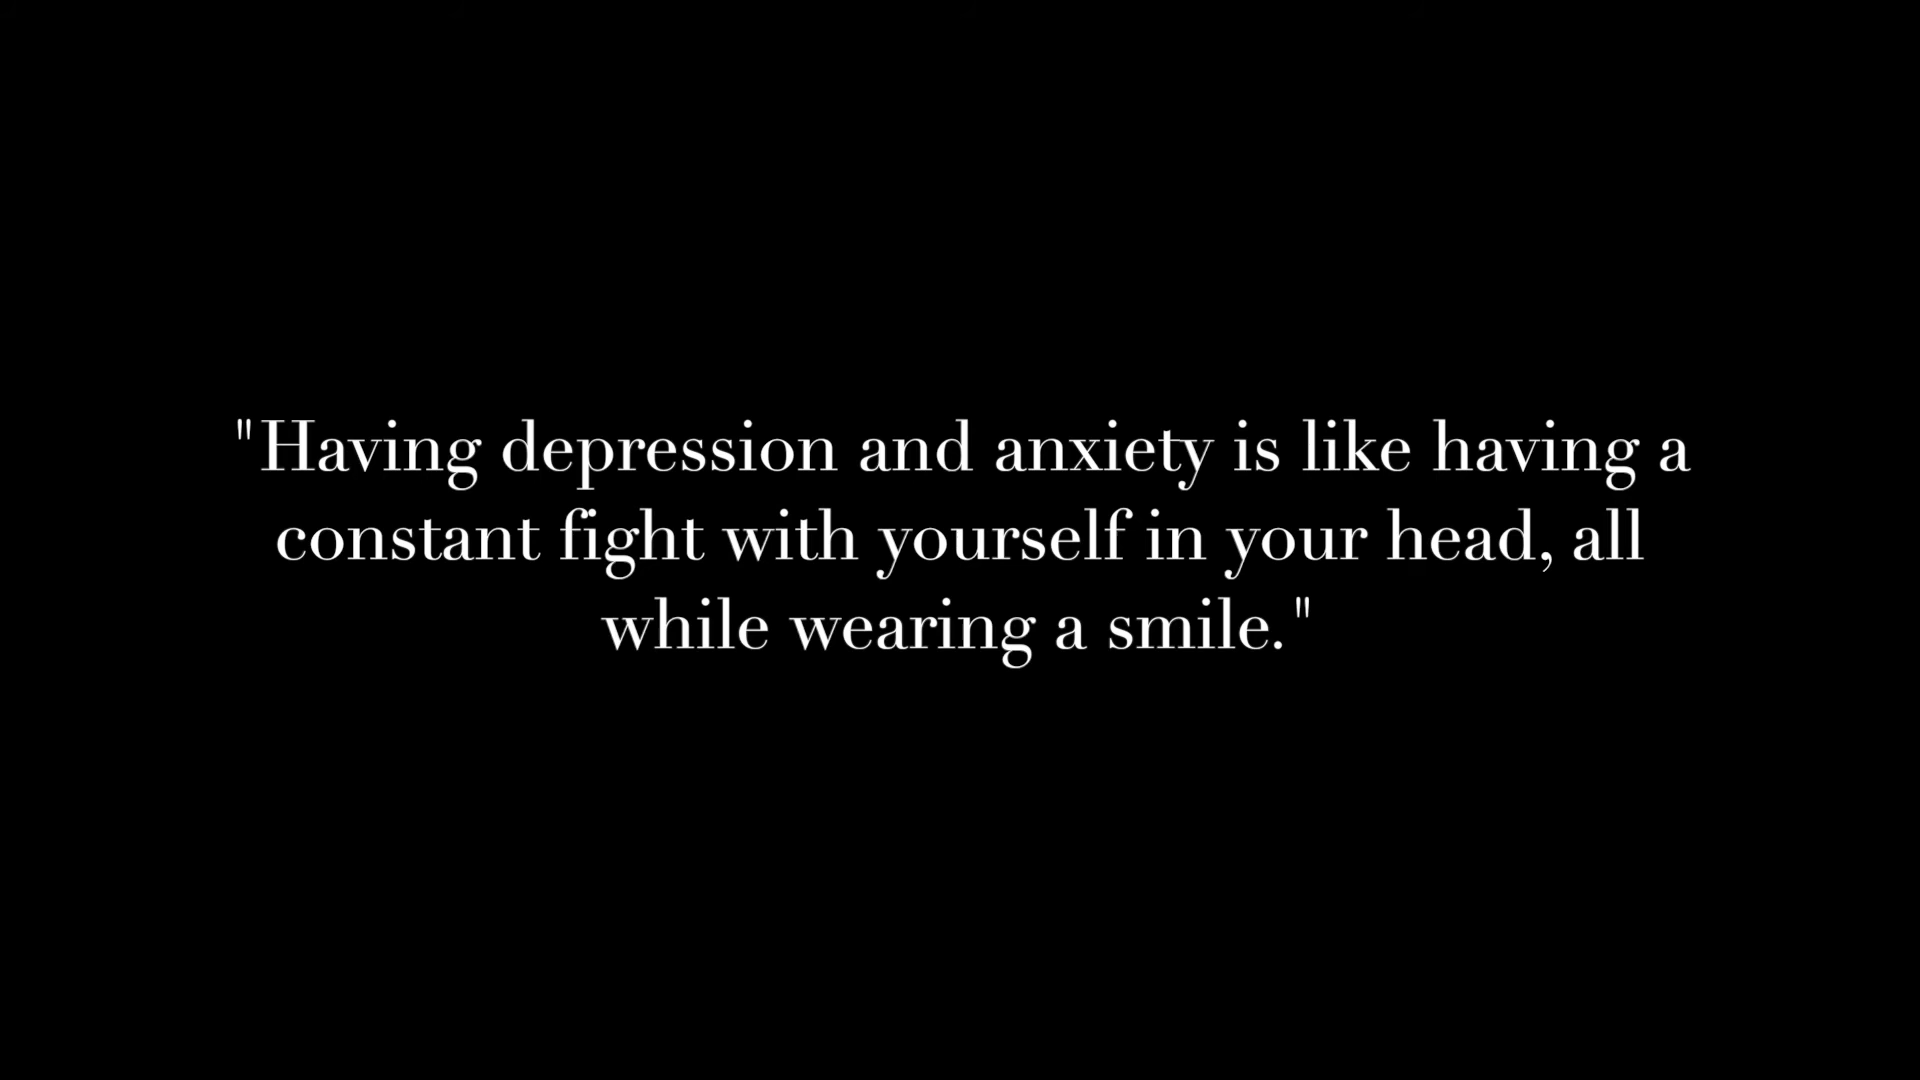 "Having depression and anxiety is like having a
constant fight with yourself in your head, all
while wearing a smile."